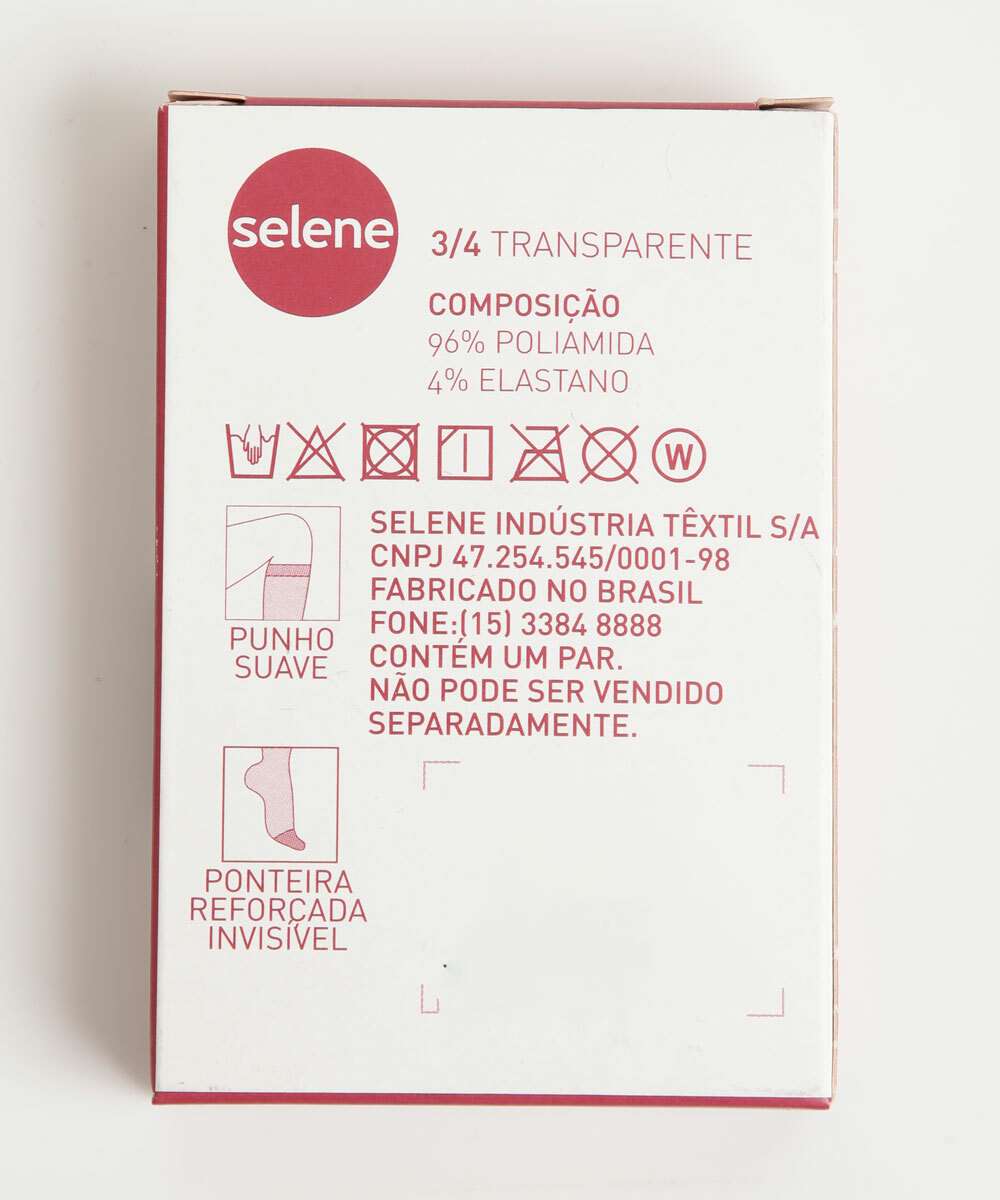 selene
3/4 TRANSPARENTE
COMPOSIÇÃO
96% POLIAMIDA
4% ELASTANO
W
SELENE INDÚSTRIA TÊXTIL S/A
CNPJ 47.254.545/0001-98
FABRICADO NO BRASIL
FONE:(15) 3384 8888
CONTÉM UM PAR.
NÃO PODE SER VENDIDO
SEPARADAMENTE.
PUNHO
SUAVE
PONTEIRA
REFORÇADA
INVISÍVEL